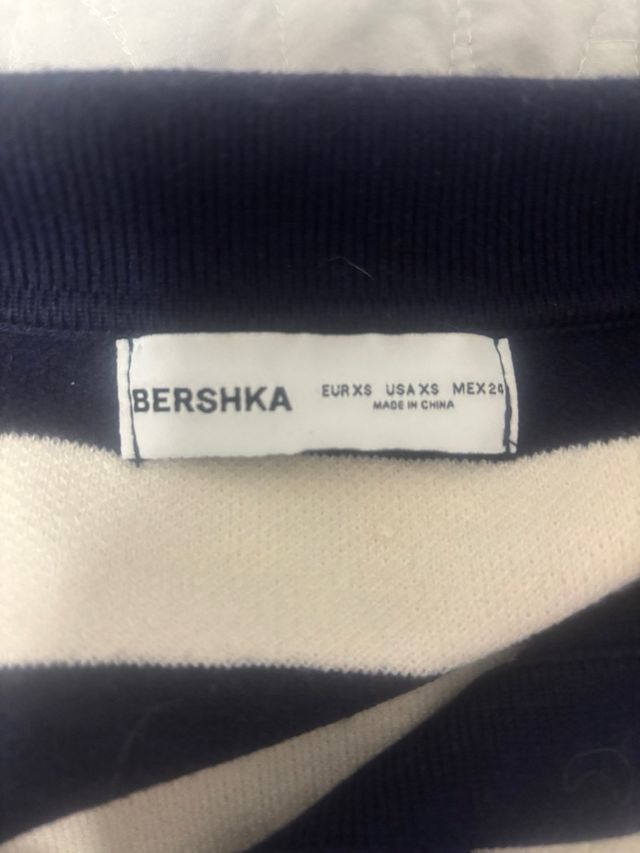 BERSHKA
EUR XS USA XS MEX 24
MADE IN CHINA